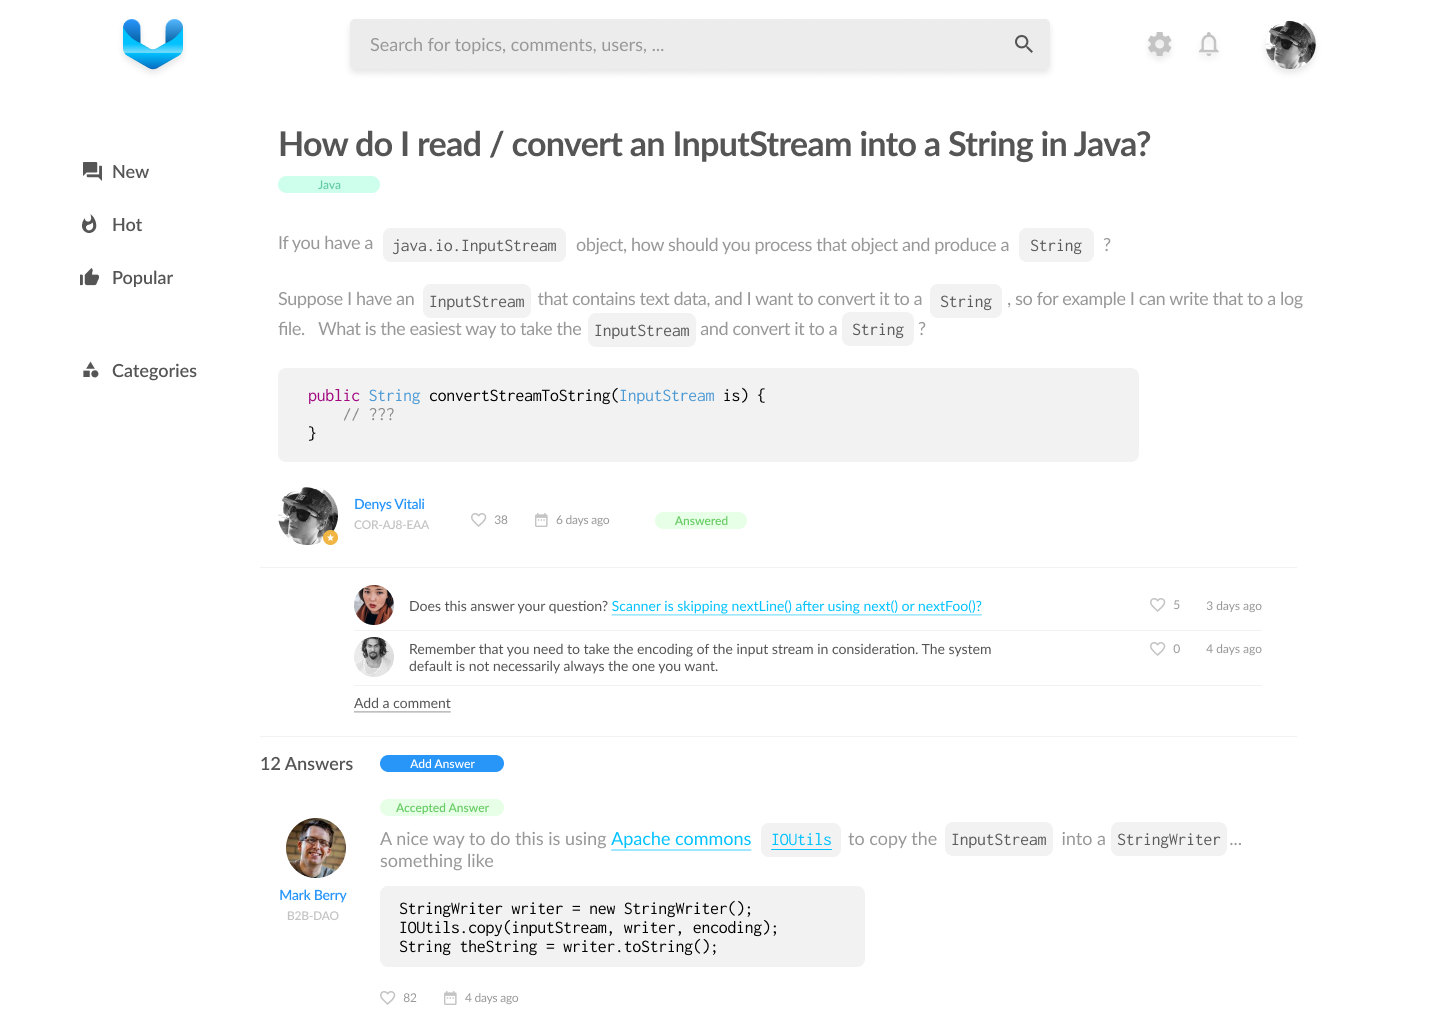 Search for topics, comments, users, ...
How do I read / convert an InputStream into a String in Java?
Java
New
Hot
Popular
Categories
If you have a java.io.InputStream object, how should you process that object and produce a String ?
Suppose I have an InputStream that contains text data, and I want to convert it to a String , so for example I can write that to a log
file. What is the easiest way to take the InputStream and convert it to a String ?
public String convertStreamToString(InputStream is) {
// ???
}
Denys Vitali
COR-AJ8-EAA
38
6 days ago
Answered
Does this answer your question? Scanner is skipping nextLine() after using next() or nextFoo()?
5
3 days ago
Remember that you need to take the encoding of the input stream in consideration. The system
default is not necessarily always the one you want.
0
4 days ago
Add a comment
12 Answers
Add Answer
Accepted Answer
Mark Berry
B2B-DAO
A nice way to do this is using Apache commons IOUtils to copy the InputStream into a StringWriter ...
something like
StringWriter writer = new StringWriter();
IOUtils.copy(inputStream, writer, encoding);
String theString = writer.toString();
82
4 days ago